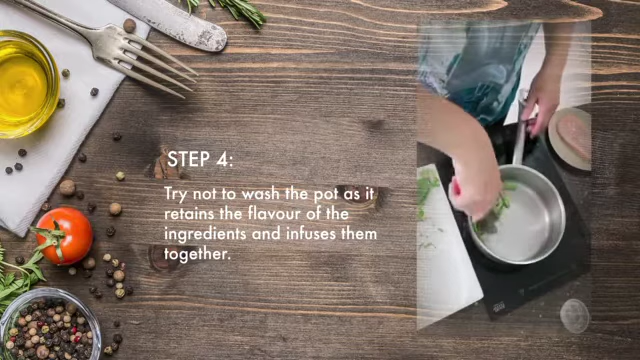 STEP 4:
Try not to wash the pot as it
retains the flavour of the
ingredients and infuses them
together.